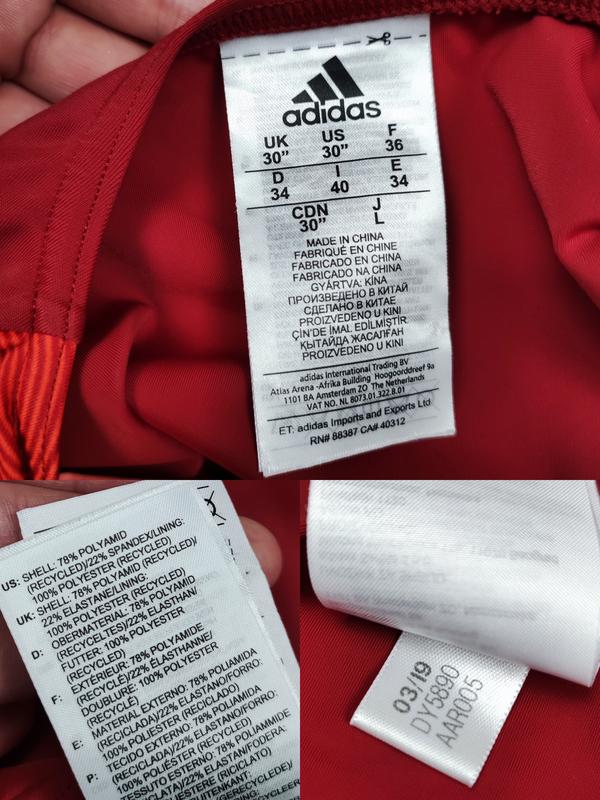 adidas
UK US F
30" 30" 36
D I E
34 40 34
CDN J
30" L
MADE IN CHINA
FABRIQUÉ EN CHINE
FABRICADO EN CHINA
FABRICADO NA CHINA
GYÁRTVA: KÍNA
ПРОИЗВЕДЕНО В КИТАЙ
СДЕЛАНО В КИТАЕ
PROIZVEDENO U KINI
ÇİN'DE İMAL EDİLMİŞTİR.
ҚЫТАЙДА ЖАСАЛҒАН
PROIZVEDENO U KINI
adidas International Trading BV
Atlas Arena -Afrika Building Hoogoorddreef 9a
1101 BA Amsterdam ZO The Netherlands
VAT NO. NL 8073.01.322.B.01
ET: adidas Imports and Exports Ltd
RN# 88387 CA# 40312
US: SHELL: 78% POLYAMID
(RECYCLED)/22% SPANDEX/LINING:
100% POLYESTER (RECYCLED)
UK: SHELL: 78% POLYAMID (RECYCLED)/
22% ELASTANE/LINING:
100% POLYESTER (RECYCLED)
D: OBERMATERIAL: 78% POLYAMID
(RECYCELTES)/22% ELASTAN/
FUTTER: 100% POLYESTER
(RECYCLED)
F: EXTÉRIEUR: 78% POLYAMIDE
(RECYCLÉ)/22% ÉLASTHANNE/
DOUBLURE: 100% POLYESTER
(RECYCLÉ)
E: MATERIAL EXTERNO: 78% POLIAMIDA
(RECICLADA)/22% ELASTANO/FORRO:
100% POLIÉSTER (RECICLADO)
P: TECIDO EXTERNO: 78% POLIAMIDA
(RECICLADA)/22% ELASTANO/FORRO:
100% POLIÉSTER (RECICLADO)
TESSUTO ESTERNO: 78% POLIAMMIDE
(RICICLATA)/22% ELASTAN/FODERA:
POLIESTERE (RICICLATO)
03/19
DY5890
AAR005